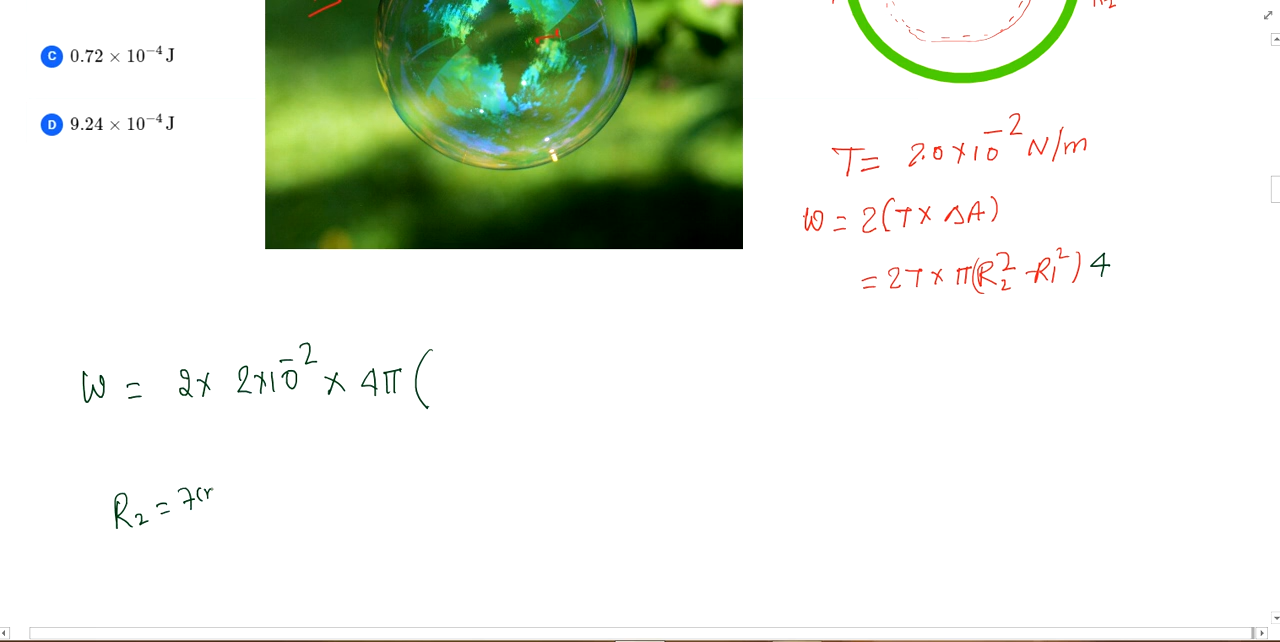 C 0.72 × 10⁻⁴ J
D 9.24 × 10⁻⁴ J
R₂
T = 2.0×10⁻² N/m
W = 2(T × ΔA)
= 2T × π(R₂² - R₁²) 4
W = 2× 2×10⁻² × 4π (
R₂ = 7cm